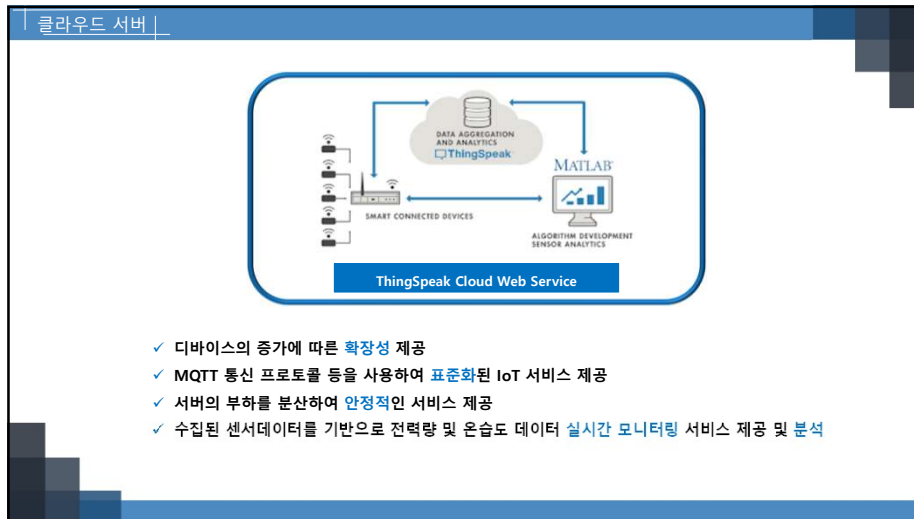 클라우드 서버
DATA AGGREGATION
AND ANALYTICS
ThingSpeak
MATLAB
SMART CONNECTED DEVICES
ALGORITHM DEVELOPMENT
SENSOR ANALYTICS
ThingSpeak Cloud Web Service
✓ 디바이스의 증가에 따른 확장성 제공
✓ MQTT 통신 프로토콜 등을 사용하여 표준화된 IoT 서비스 제공
✓ 서버의 부하를 분산하여 안정적인 서비스 제공
✓ 수집된 센서데이터를 기반으로 전력량 및 온습도 데이터 실시간 모니터링 서비스 제공 및 분석